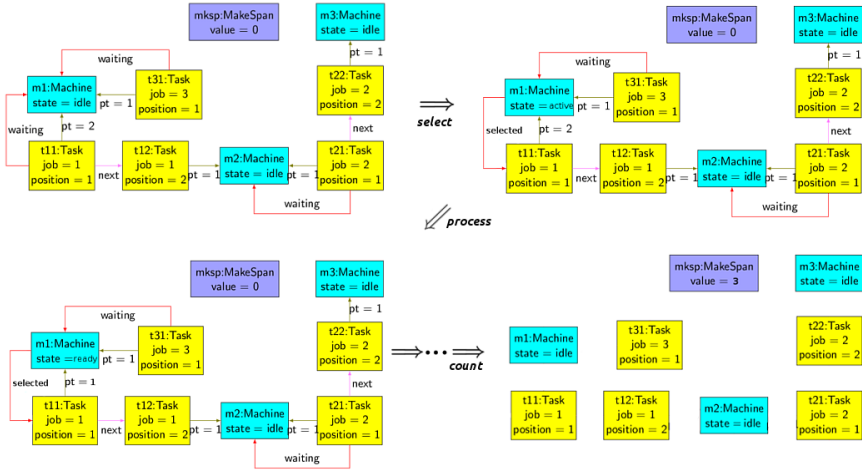 mksp:MakeSpan
value = 0
m3:Machine
state = idle
waiting
pt = 1
t31:Task
job = 3
position = 1
m1:Machine
state = idle
pt = 1
t22:Task
job = 2
position = 2
waiting
pt = 2
next
t11:Task
job = 1
position = 1
next
t12:Task
job = 1
position = 2
pt = 1
m2:Machine
state = idle
pt = 1
t21:Task
job = 2
position = 1
waiting
select
mksp:MakeSpan
value = 0
m3:Machine
state = idle
waiting
pt = 1
t31:Task
job = 3
position = 1
m1:Machine
state = active
pt = 1
t22:Task
job = 2
position = 2
selected
pt = 2
next
t11:Task
job = 1
position = 1
next
t12:Task
job = 1
position = 2
pt = 1
m2:Machine
state = idle
pt = 1
t21:Task
job = 2
position = 1
waiting
process
mksp:MakeSpan
value = 0
m3:Machine
state = idle
waiting
pt = 1
t31:Task
job = 3
position = 1
m1:Machine
state =ready
pt = 1
t22:Task
job = 2
position = 2
selected
pt = 1
next
t11:Task
job = 1
position = 1
next
t12:Task
job = 1
position = 2
pt = 1
m2:Machine
state = idle
pt = 1
t21:Task
job = 2
position = 1
waiting
count
mksp:MakeSpan
value = 3
m3:Machine
state = idle
m1:Machine
state = idle
t31:Task
job = 3
position = 1
t22:Task
job = 2
position = 2
t11:Task
job = 1
position = 1
t12:Task
job = 1
position = 2
m2:Machine
state = idle
t21:Task
job = 2
position = 1